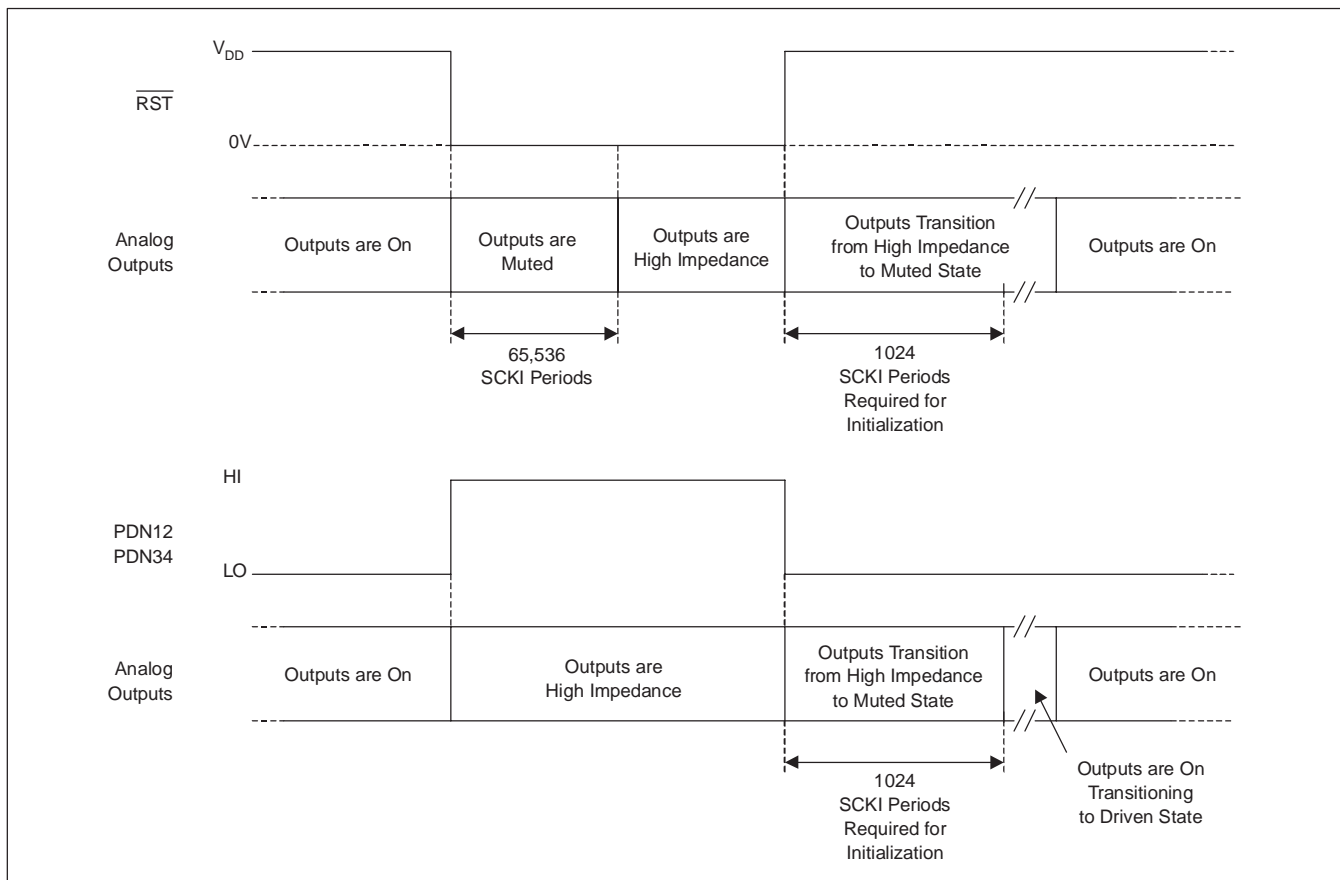 VDD
RST
0V
Analog
Outputs
Outputs are On
Outputs are
Muted
Outputs are
High Impedance
Outputs Transition
from High Impedance
to Muted State
Outputs are On
65,536
SCKI Periods
1024
SCKI Periods
Required for
Initialization
HI
PDN12
PDN34
LO
Analog
Outputs
Outputs are On
Outputs are
High Impedance
Outputs Transition
from High Impedance
to Muted State
Outputs are On
1024
SCKI Periods
Required for
Initialization
Outputs are On
Transitioning
to Driven State